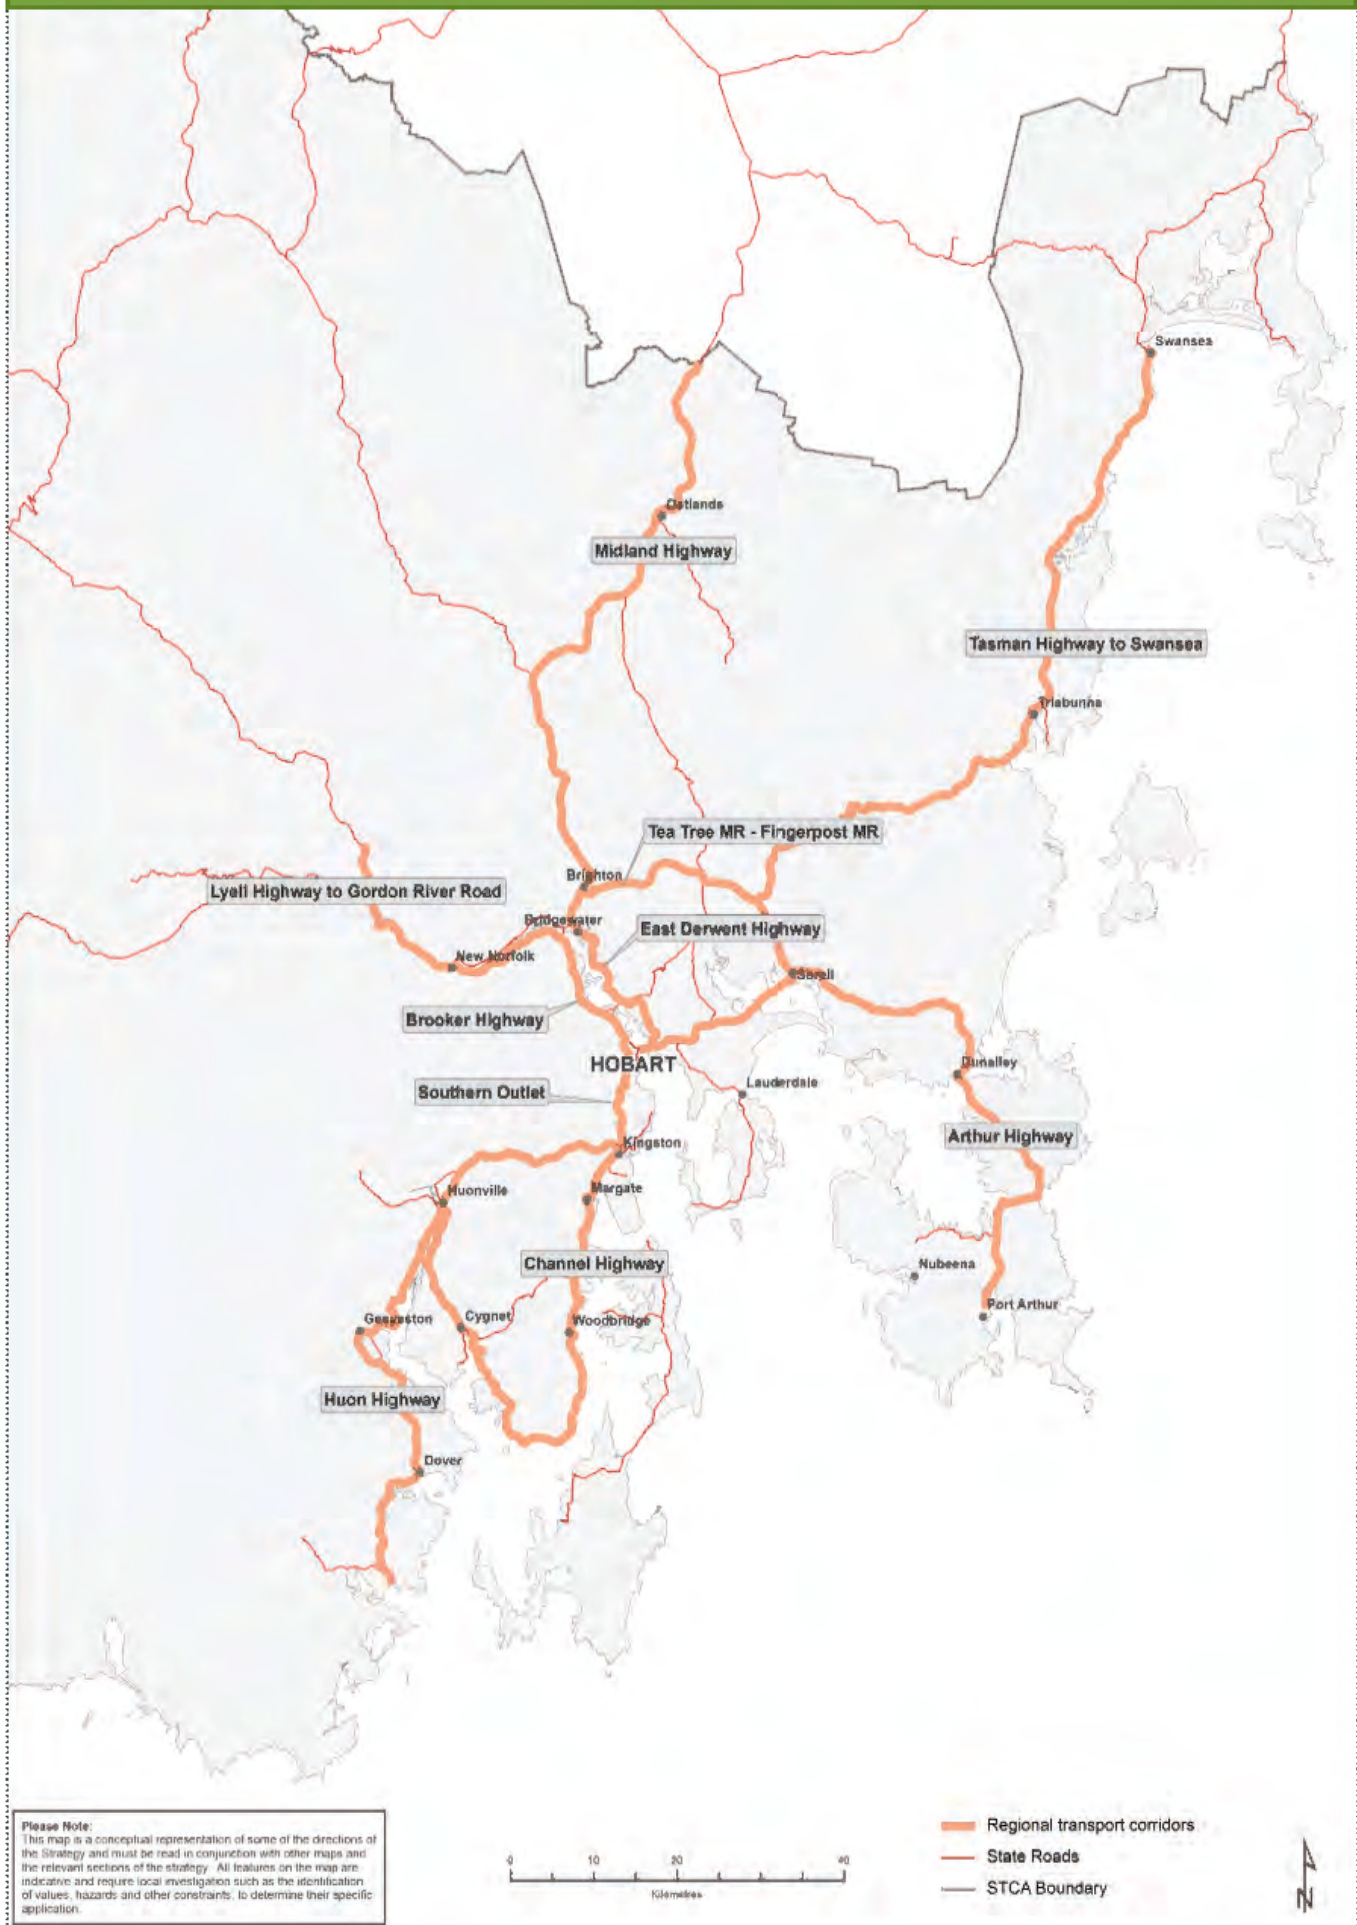 Swansea
Oatlands
Midland Highway
Tasman Highway to Swansea
Triabunna
Tea Tree MR - Fingerpost MR
Brighton
Lyell Highway to Gordon River Road
Bridgewater
East Derwent Highway
New Norfolk
Sorell
Brooker Highway
HOBART
Dunalley
Lauderdale
Southern Outlet
Arthur Highway
Kingston
Huonville
Margate
Channel Highway
Nubeena
Port Arthur
Geeveston
Cygnet
Woodbridge
Huon Highway
Dover
Please Note:
This map is a conceptual representation of some of the directions of
the Strategy and must be read in conjunction with other maps and
the relevant sections of the strategy. All features on the map are
indicative and require local investigation such as the identification
of values, hazards and other constraints, to determine their specific
application.
0 10 20 40
Kilometres
Regional transport corridors
State Roads
STCA Boundary
N